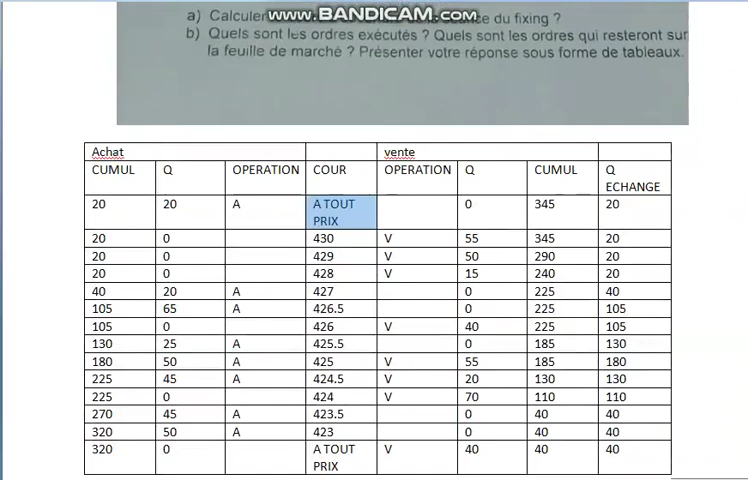 www.BANDICAM.com
a) Calculer du fixing ?
b) Quels sont les ordres exécutés ? Quels sont les ordres qui resteront sur
la feuille de marché ? Présenter votre réponse sous forme de tableaux.
Achat vente
CUMUL Q OPERATION COUR OPERATION Q CUMUL Q
ECHANGE
20 20 A A TOUT 0 345 20
PRIX
20 0 430 V 55 345 20
20 0 429 V 50 290 20
20 0 428 V 15 240 20
40 20 A 427 0 225 40
105 65 A 426.5 0 225 105
105 0 426 V 40 225 105
130 25 A 425.5 0 185 130
180 50 A 425 V 55 185 180
225 45 A 424.5 V 20 130 130
225 0 424 V 70 110 110
270 45 A 423.5 0 40 40
320 50 A 423 0 40 40
320 0 A TOUT V 40 40 40
PRIX